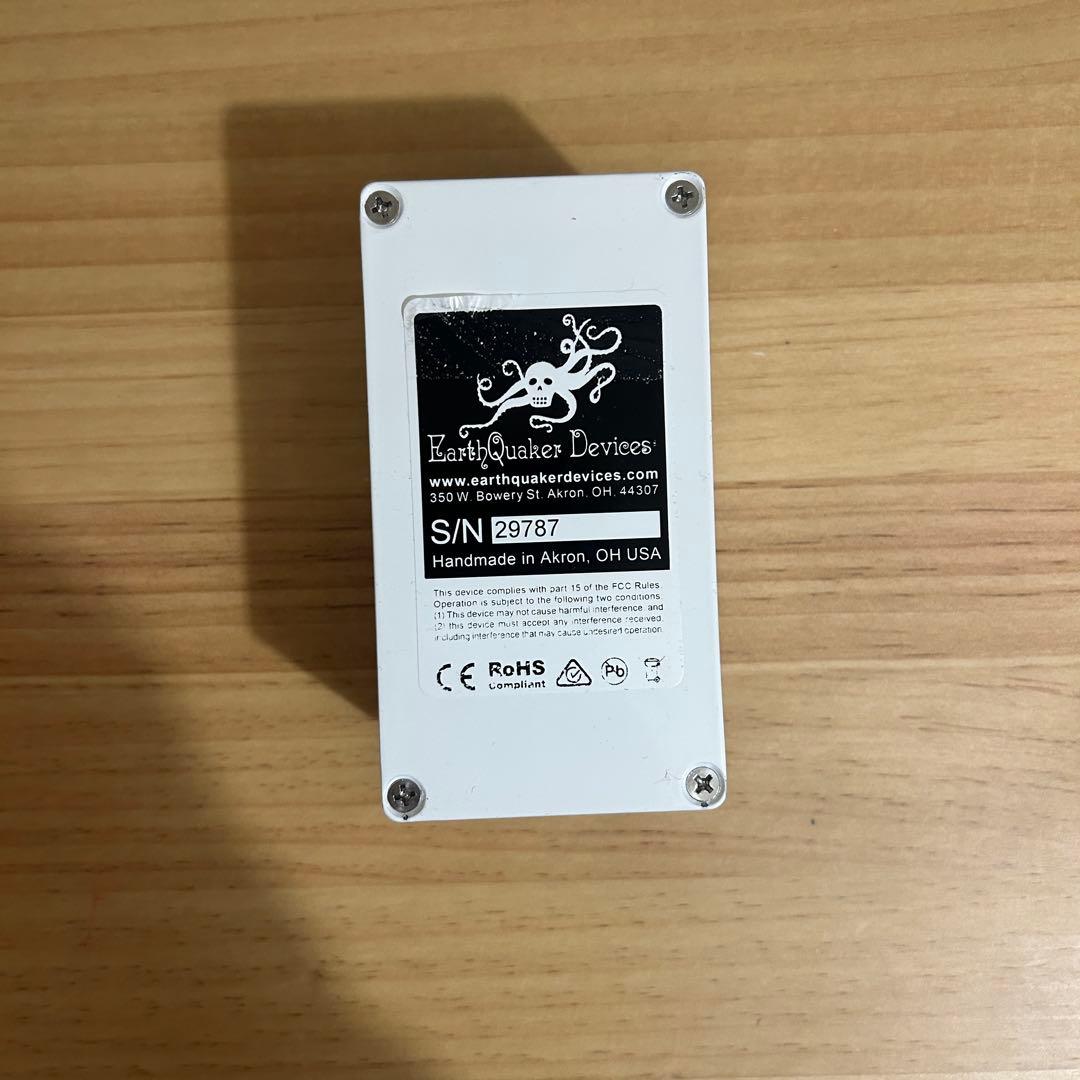 EarthQuaker Devices
www.earthquakerdevices.com
350 W. Bowery St. Akron, OH, 44307
S/N 29787
Handmade in Akron, OH USA
This device complies with part 15 of the FCC Rules.
Operation is subject to the following two conditions.
(1) This device may not cause harmful interference, and
(2) this device must accept any interference received,
including interference that may cause undesired operation.
CE RoHS Pb
Compliant